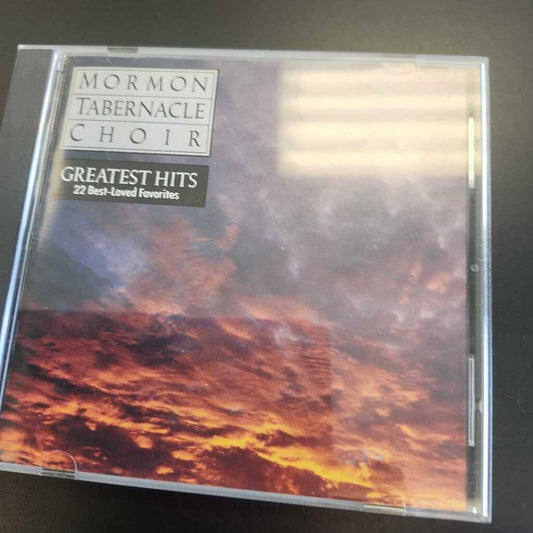 MORMON
TABERNACLE
CHOIR
GREATEST HITS
22 Best-Loved Favorites